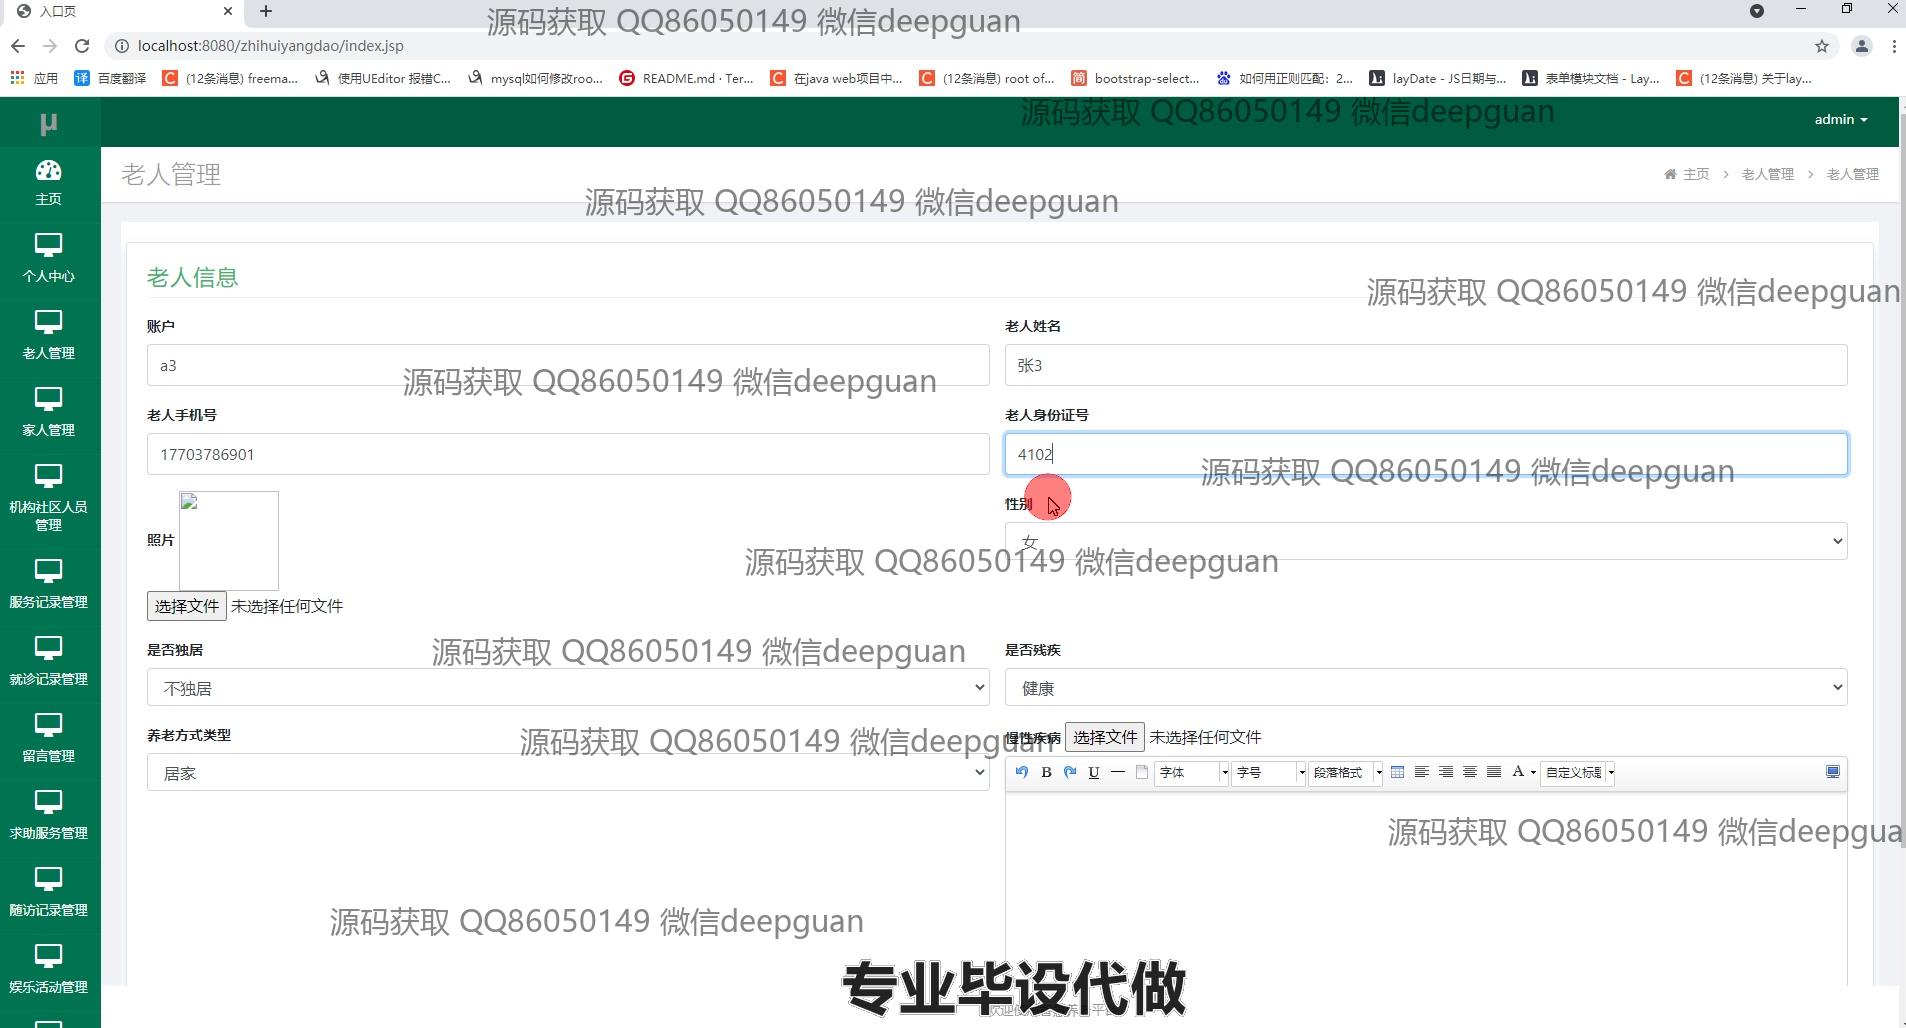 入口页
源码获取 QQ86050149 微信deepguan
localhost:8080/zhihuiyangdao/index.jsp
应用 百度翻译 (12条消息) freema... 使用UEditor 报错C... mysql如何修改roo... README.md · Ter... 在java web项目中... (12条消息) root of... bootstrap-select... 如何用正则匹配：2... layDate - JS日期与... 表单模块文档 - Lay... (12条消息) 关于lay...
μ
源码获取 QQ86050149 微信deepguan
admin
主页
个人中心
老人管理
家人管理
机构社区人员
管理
服务记录管理
就诊记录管理
留言管理
求助服务管理
随访记录管理
娱乐活动管理
老人管理
主页 > 老人管理 > 老人管理
源码获取 QQ86050149 微信deepguan
老人信息
源码获取 QQ86050149 微信deepguan
账户
老人姓名
a3
张3
源码获取 QQ86050149 微信deepguan
老人手机号
老人身份证号
17703786901
4102
源码获取 QQ86050149 微信deepguan
照片
性别
女
源码获取 QQ86050149 微信deepguan
选择文件 未选择任何文件
是否独居
是否残疾
源码获取 QQ86050149 微信deepguan
不独居
健康
养老方式类型
慢性疾病 选择文件 未选择任何文件
源码获取 QQ86050149 微信deepguan
居家
B U 字体 字号 段落格式 A 自定义标题
源码获取 QQ86050149 微信deepgua
源码获取 QQ86050149 微信deepguan
专业毕设代做